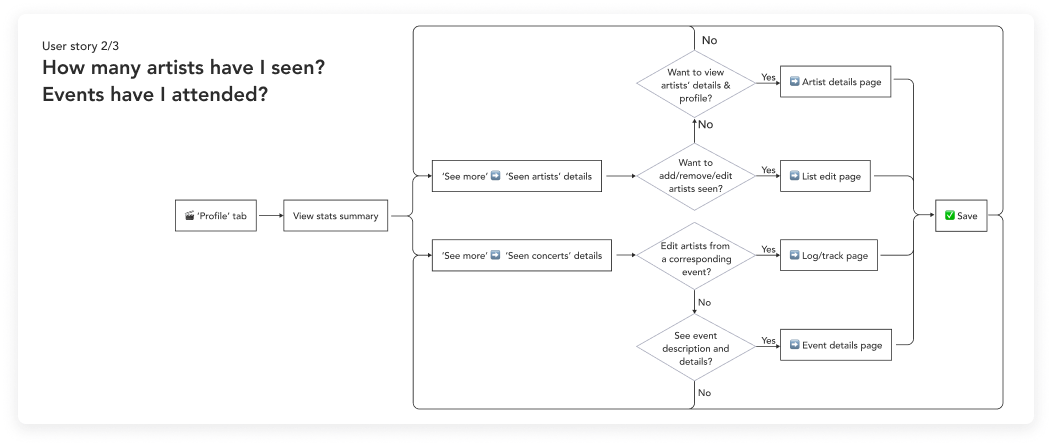 User story 2/3
How many artists have I seen?
Events have I attended?
🎬 'Profile' tab
View stats summary
'See more' ➡️ 'Seen artists' details
Want to
add/remove/edit
artists seen?
Yes
➡️ List edit page
No
Want to view
artists' details &
profile?
Yes
➡️ Artist details page
No
'See more' ➡️ 'Seen concerts' details
Edit artists from
a corresponding
event?
Yes
➡️ Log/track page
No
See event
description and
details?
Yes
➡️ Event details page
No
✅ Save